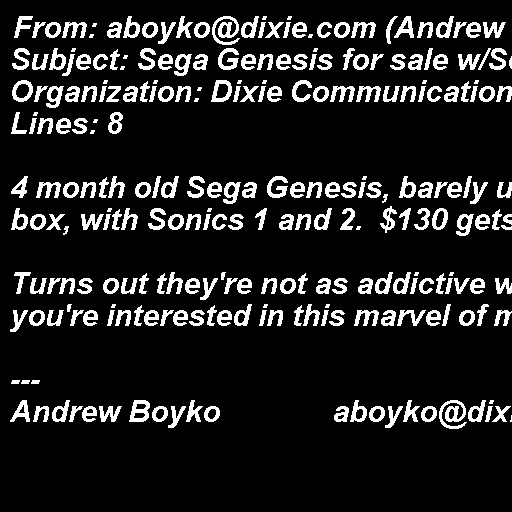 From: aboyko@dixie.com (Andrew
Subject: Sega Genesis for sale w/S
Organization: Dixie Communication
Lines: 8

4 month old Sega Genesis, barely u
box, with Sonics 1 and 2.  $130 gets

Turns out they're not as addictive w
you're interested in this marvel of m

---
Andrew Boyko             aboyko@dix